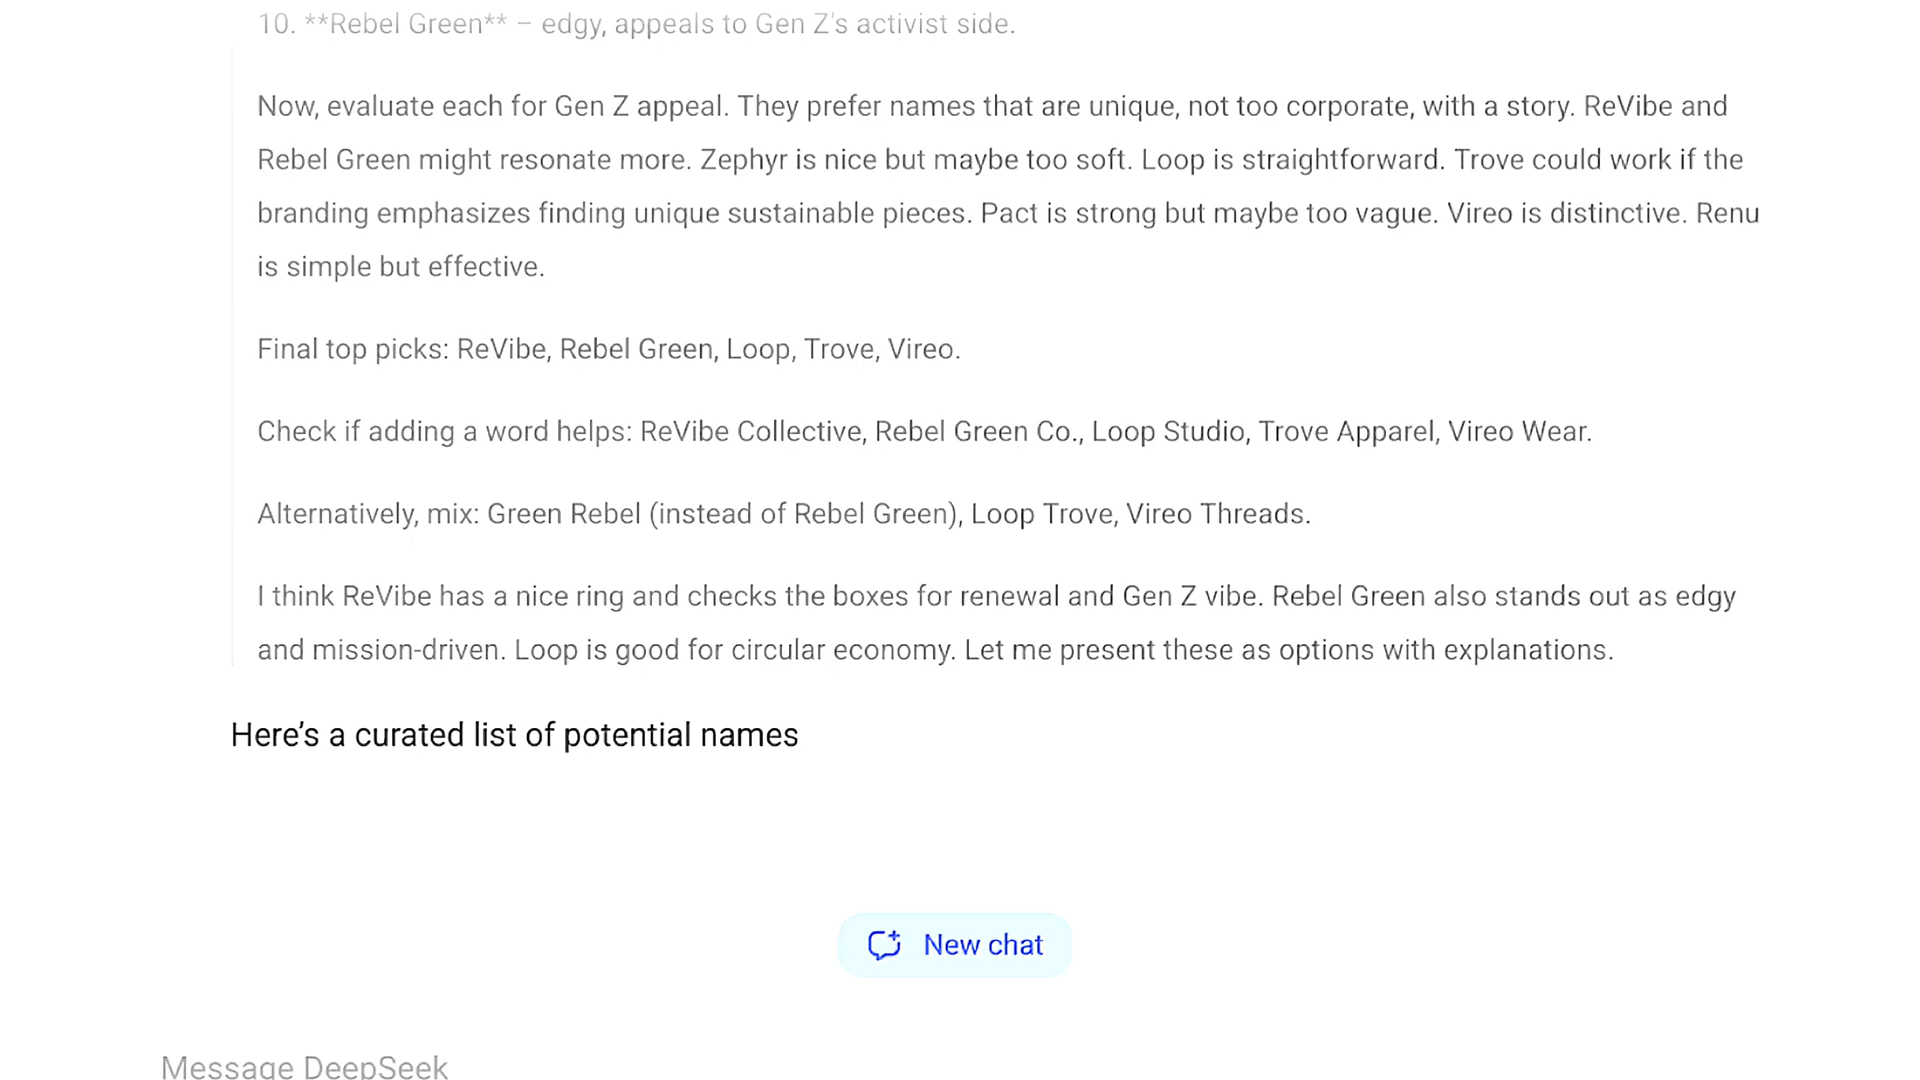 10. **Rebel Green** – edgy, appeals to Gen Z's activist side.
Now, evaluate each for Gen Z appeal. They prefer names that are unique, not too corporate, with a story. ReVibe and
Rebel Green might resonate more. Zephyr is nice but maybe too soft. Loop is straightforward. Trove could work if the
branding emphasizes finding unique sustainable pieces. Pact is strong but maybe too vague. Vireo is distinctive. Renu
is simple but effective.
Final top picks: ReVibe, Rebel Green, Loop, Trove, Vireo.
Check if adding a word helps: ReVibe Collective, Rebel Green Co., Loop Studio, Trove Apparel, Vireo Wear.
Alternatively, mix: Green Rebel (instead of Rebel Green), Loop Trove, Vireo Threads.
I think ReVibe has a nice ring and checks the boxes for renewal and Gen Z vibe. Rebel Green also stands out as edgy
and mission-driven. Loop is good for circular economy. Let me present these as options with explanations.
Here’s a curated list of potential names
New chat
Message DeepSeek